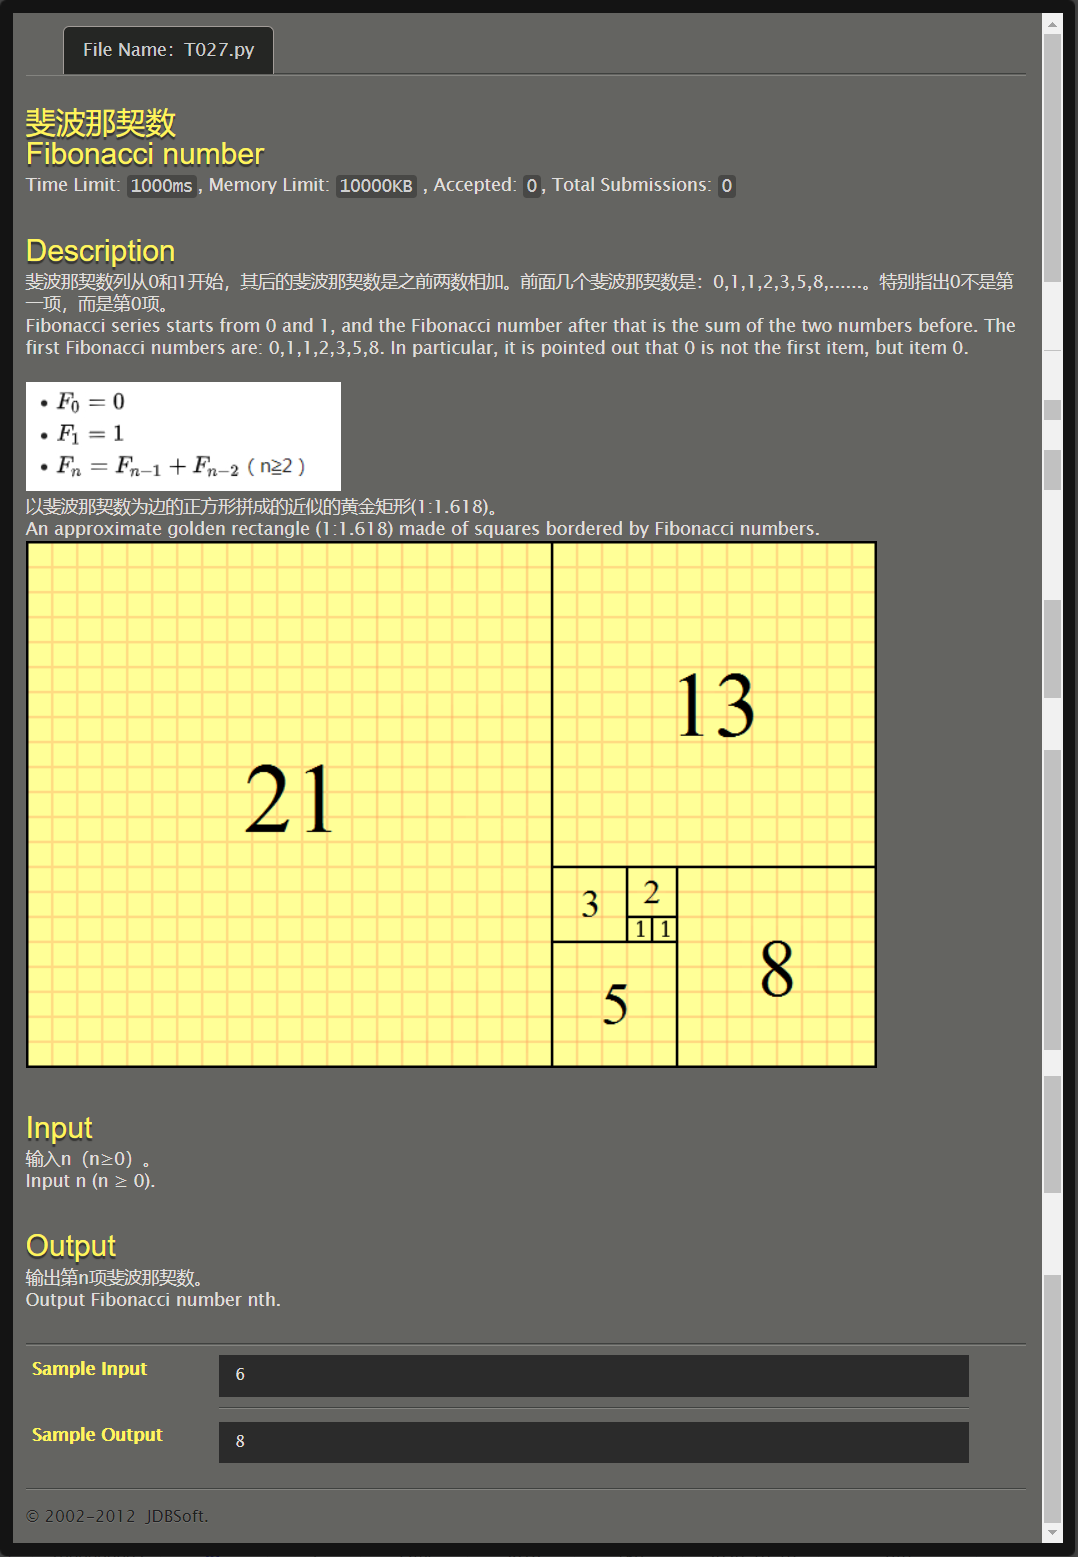 File Name：T027.py
斐波那契数
Fibonacci number
Time Limit: 1000ms, Memory Limit: 10000KB , Accepted: 0, Total Submissions: 0
Description
斐波那契数列从0和1开始，其后的斐波那契数是之前两数相加。前面几个斐波那契数是：0,1,1,2,3,5,8,......。特别指出0不是第
一项，而是第0项。
Fibonacci series starts from 0 and 1, and the Fibonacci number after that is the sum of the two numbers before. The
first Fibonacci numbers are: 0,1,1,2,3,5,8. In particular, it is pointed out that 0 is not the first item, but item 0.
• F₀ = 0
• F₁ = 1
• Fₙ = Fₙ₋₁ + Fₙ₋₂ ( n≧2 )
以斐波那契数为边的正方形拼成的近似的黄金矩形(1:1.618)。
An approximate golden rectangle (1:1.618) made of squares bordered by Fibonacci numbers.
21
13
3
2
1 1
8
5
Input
输入n（n≥0）。
Input n (n ≥ 0).
Output
输出第n项斐波那契数。
Output Fibonacci number nth.
Sample Input
6
Sample Output
8
© 2002-2012 JDBSoft.